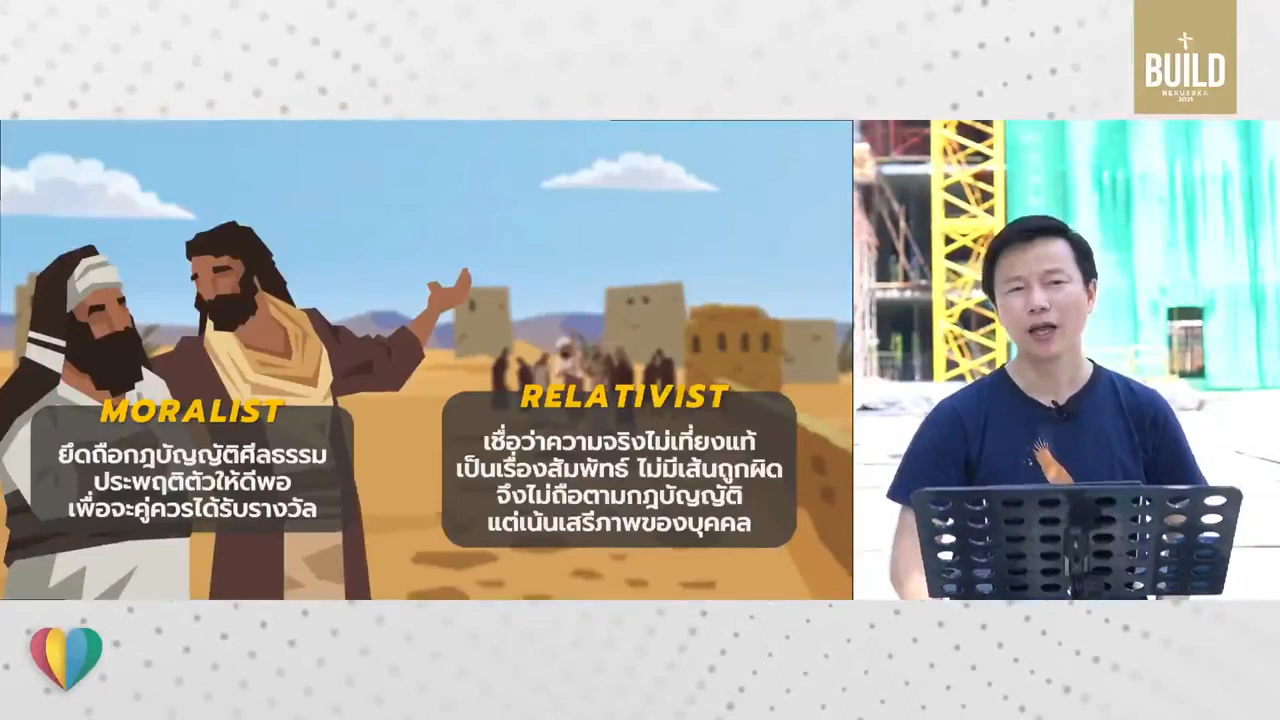 BUILD
2021
MORALIST
ยึดถือกฎบัญญัติศีลธรรม
ประพฤติตัวให้ดีพอ
เพื่อจะคู่ควรได้รับรางวัล
RELATIVIST
เชื่อว่าความจริงไม่เที่ยงแท้
เป็นเรื่องสัมพัทธ์ ไม่มีเส้นถูกผิด
จึงไม่ถือตามกฎบัญญัติ
แต่เน้นเสรีภาพของบุคคล